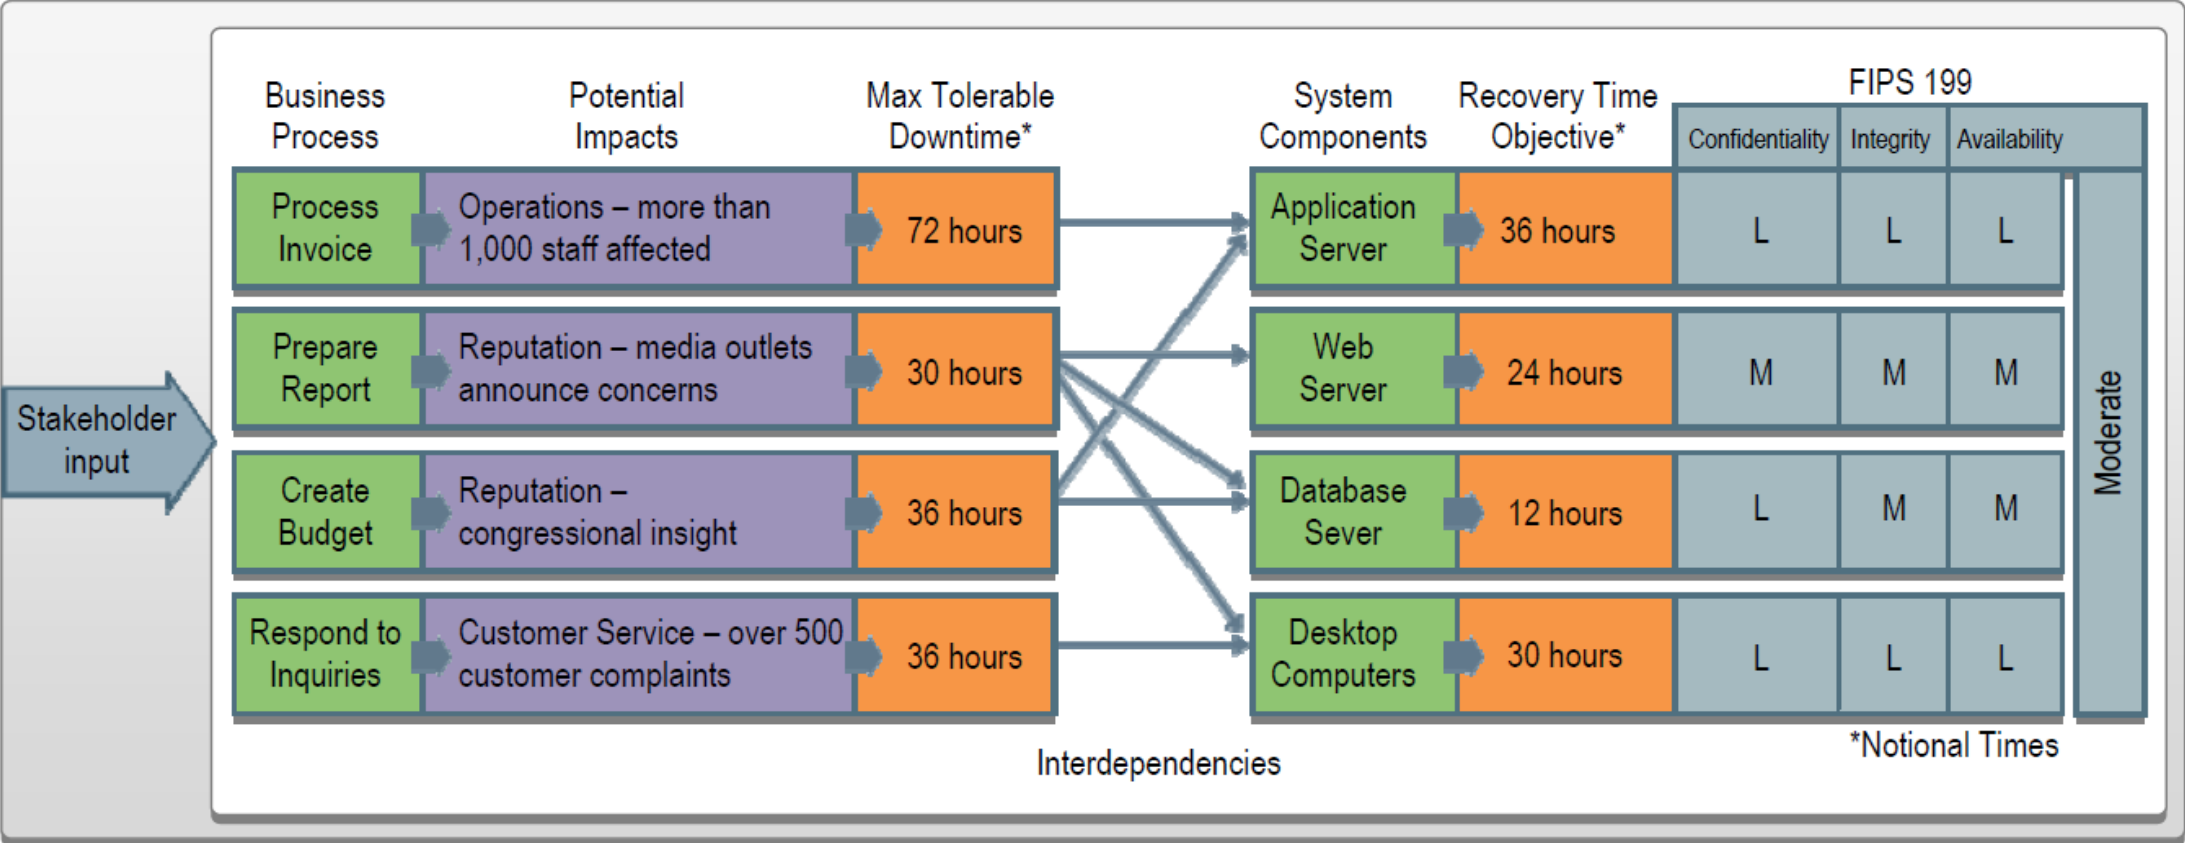 Business
Process
Potential
Impacts
Max Tolerable
Downtime*
System
Components
Recovery Time
Objective*
FIPS 199
Confidentiality
Integrity
Availability
Process
Invoice
Operations – more than
1,000 staff affected
72 hours
Application
Server
36 hours
L
L
L
Prepare
Report
Reputation – media outlets
announce concerns
30 hours
Web
Server
24 hours
M
M
M
Stakeholder
input
Create
Budget
Reputation –
congressional insight
36 hours
Database
Sever
12 hours
L
M
M
Moderate
Respond to
Inquiries
Customer Service – over 500
customer complaints
36 hours
Desktop
Computers
30 hours
L
L
L
*Notional Times
Interdependencies